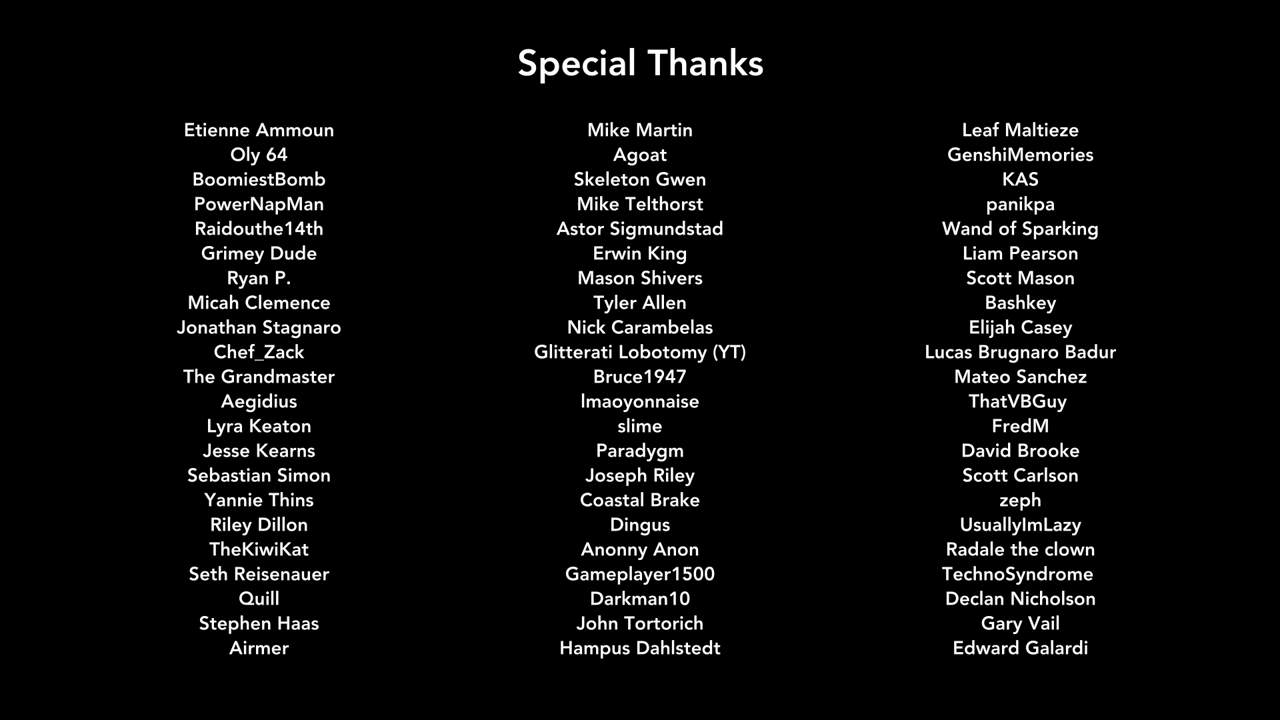 Special Thanks
Etienne Ammoun
Oly 64
BoomiestBomb
PowerNapMan
Raidouthe14th
Grimey Dude
Ryan P.
Micah Clemence
Jonathan Stagnaro
Chef_Zack
The Grandmaster
Aegidius
Lyra Keaton
Jesse Kearns
Sebastian Simon
Yannie Thins
Riley Dillon
TheKiwiKat
Seth Reisenauer
Quill
Stephen Haas
Airmer
Mike Martin
Agoat
Skeleton Gwen
Mike Telthorst
Astor Sigmundstad
Erwin King
Mason Shivers
Tyler Allen
Nick Carambelas
Glitterati Lobotomy (YT)
Bruce1947
lmaoyonnaise
slime
Paradygm
Joseph Riley
Coastal Brake
Dingus
Anonny Anon
Gameplayer1500
Darkman10
John Tortorich
Hampus Dahlstedt
Leaf Maltieze
GenshiMemories
KAS
panikpa
Wand of Sparking
Liam Pearson
Scott Mason
Bashkey
Elijah Casey
Lucas Brugnaro Badur
Mateo Sanchez
ThatVBGuy
FredM
David Brooke
Scott Carlson
zeph
UsuallyImLazy
Radale the clown
TechnoSyndrome
Declan Nicholson
Gary Vail
Edward Galardi